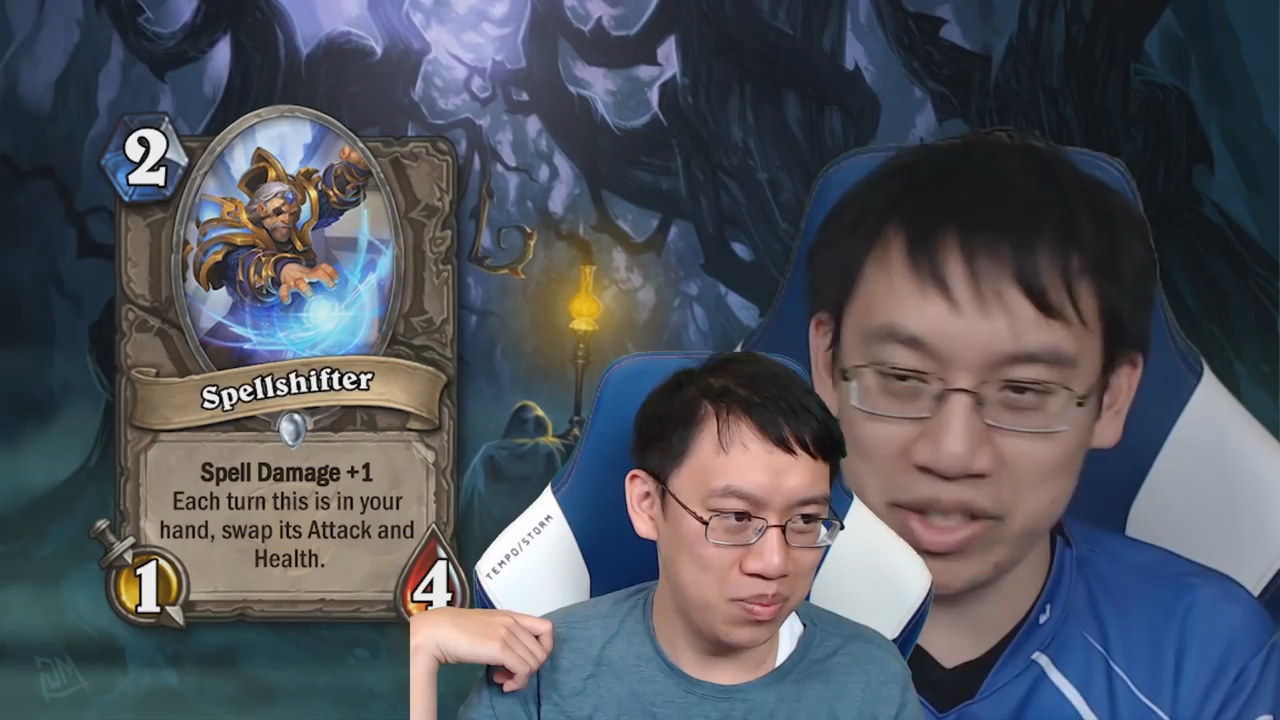 2
Spellshifter
Spell Damage +1
Each turn this is in your
hand, swap its Attack and
Health.
1
4
TEMPO/STORM